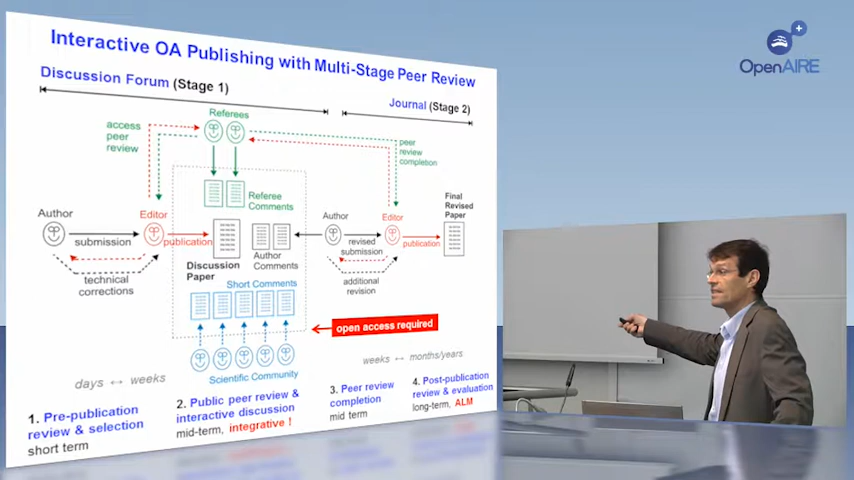 OpenAIRE
Interactive OA Publishing with Multi-Stage Peer Review
Discussion Forum (Stage 1)
Journal (Stage 2)
Referees
access
peer
review
peer
review
completion
Referee
Comments
Final
Revised
Paper
Author
Editor
Author
Editor
submission
publication
revised
submission
publication
technical
corrections
Discussion
Paper
Author
Comments
additional
revision
Short Comments
open access required
Scientific Community
days ↔ weeks
weeks ↔ months/years
1. Pre-publication
review & selection
short term
2. Public peer review &
interactive discussion
mid-term, integrative !
3. Peer review
completion
mid term
4. Post-publication
review & evaluation
long-term, ALM